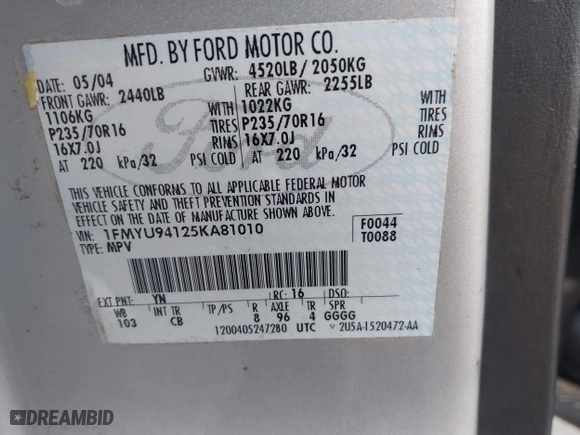 MFD. BY FORD MOTOR CO.
DATE: 05/04 GVWR: 4520LB/ 2050KG
FRONT GAWR: 2440LB REAR GAWR: 2255LB
1106KG WITH 1022KG WITH
P235/70R16 TIRES P235/70R16 TIRES
16X7.0J RIMS 16X7.0J RIMS
AT 220 kPa/32 PSI COLD AT 220 kPa/32 PSI COLD
THIS VEHICLE CONFORMS TO ALL APPLICABLE FEDERAL MOTOR
VEHICLE SAFETY AND THEFT PREVENTION STANDARDS IN
EFFECT ON THE DATE OF MANUFACTURE SHOWN ABOVE.
VIN: 1FMYU94125KA81010 F0044
TYPE: MPV T0088
EXT PNT: YN RC: 16 DSO:
WB INT TR TP/PS R AXLE TR SPR
103 CB 8 96 4 GGGG
1200405247280 UTC 2U5A-1520472-AA
Ford
DREAMBID